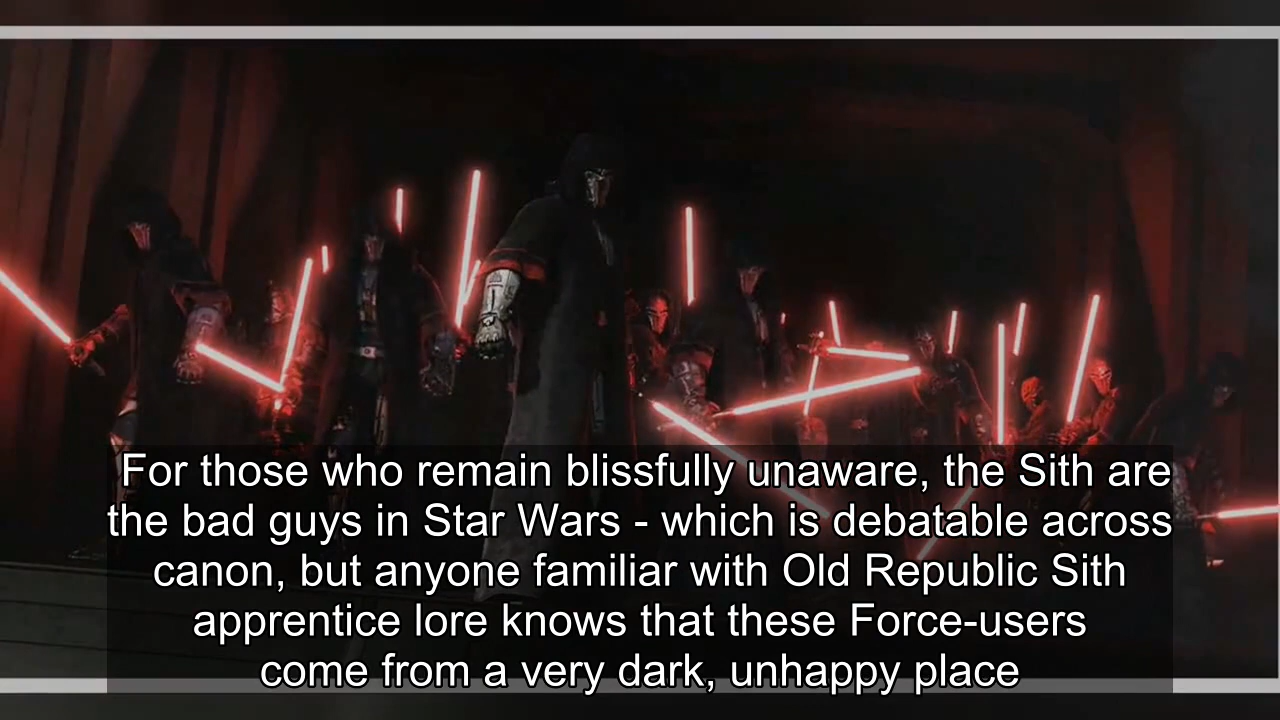 For those who remain blissfully unaware, the Sith are
the bad guys in Star Wars - which is debatable across
canon, but anyone familiar with Old Republic Sith
apprentice lore knows that these Force-users
come from a very dark, unhappy place